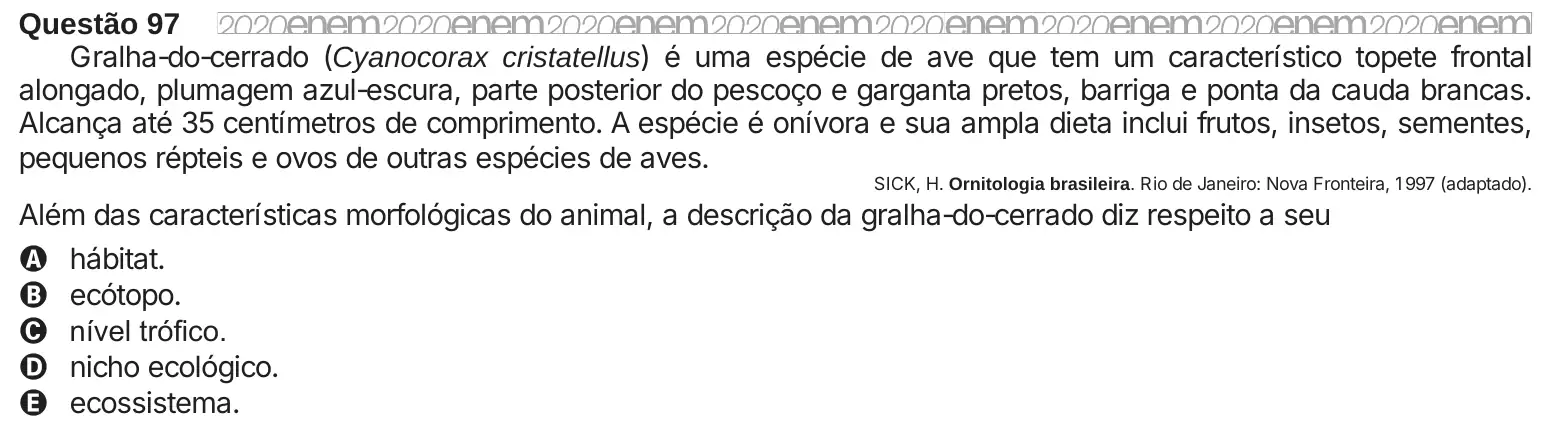 Questão 97 2020enem2020enem2020enem2020enem2020enem2020enem2020enem2020enem
Gralha-do-cerrado (Cyanocorax cristatellus) é uma espécie de ave que tem um característico topete frontal
alongado, plumagem azul-escura, parte posterior do pescoço e garganta pretos, barriga e ponta da cauda brancas.
Alcança até 35 centímetros de comprimento. A espécie é onívora e sua ampla dieta inclui frutos, insetos, sementes,
pequenos répteis e ovos de outras espécies de aves.
SICK, H. Ornitologia brasileira. Rio de Janeiro: Nova Fronteira, 1997 (adaptado).
Além das características morfológicas do animal, a descrição da gralha-do-cerrado diz respeito a seu
A hábitat.
B ecótopo.
C nível trófico.
D nicho ecológico.
E ecossistema.